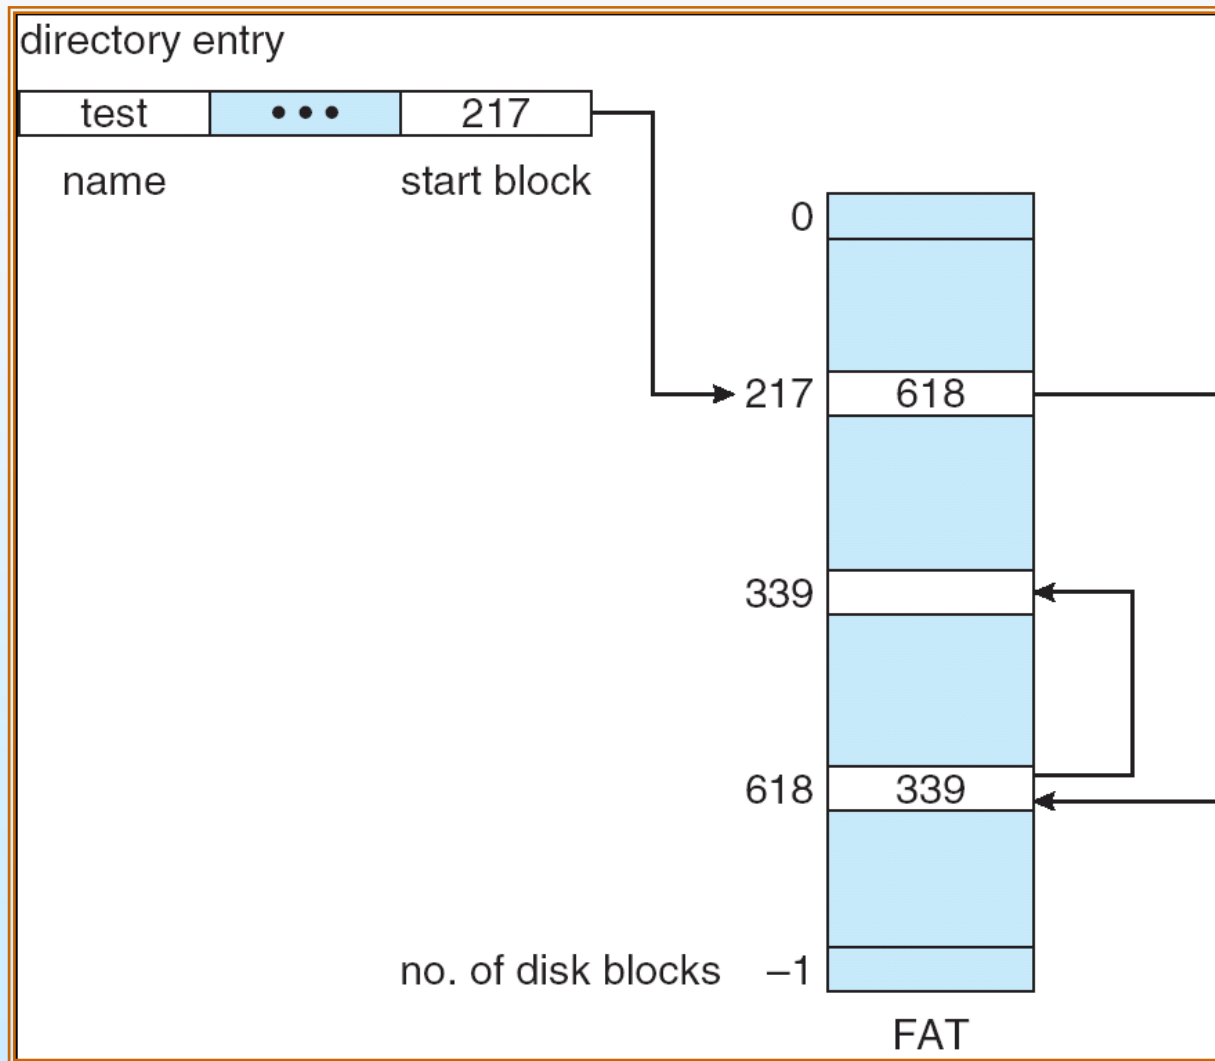 directory entry
test ••• 217
name start block
0
217 618
339
618 339
no. of disk blocks –1
FAT